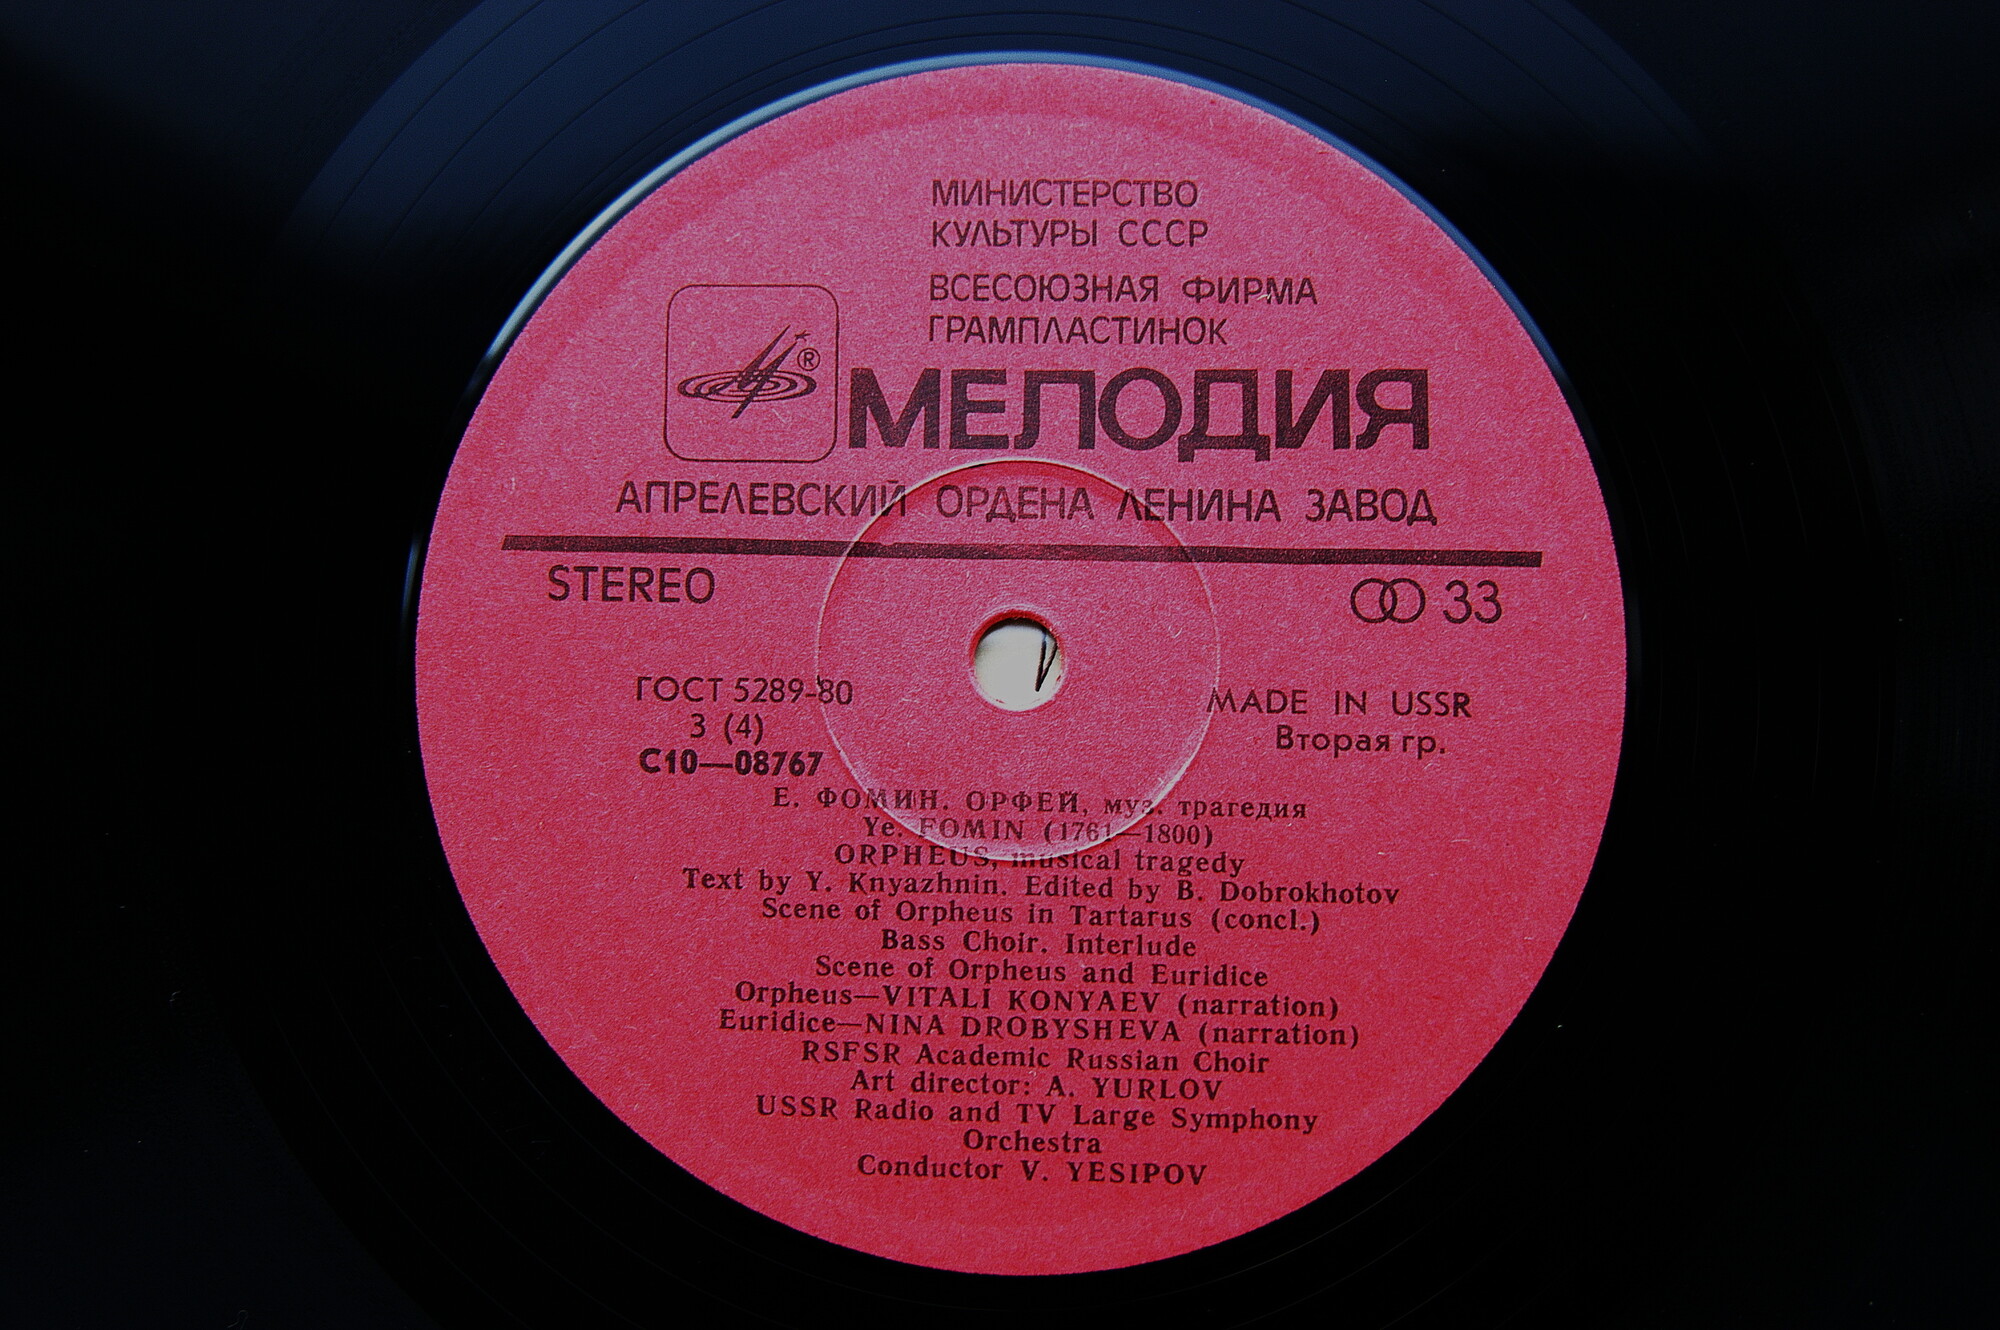 МИНИСТЕРСТВО
КУЛЬТУРЫ СССР
ВСЕСОЮЗНАЯ ФИРМА
ГРАМПЛАСТИНОК
®
МЕЛОДИЯ
АПРЕЛЕВСКИЙ ОРДЕНА ЛЕНИНА ЗАВОД
STEREO
33
ГОСТ 5289-80
MADE IN USSR
3 (4)
Вторая гр.
С10—08767
Е. ФОМИН. ОРФЕЙ, муз. трагедия
Ye. FOMIN (1761—1800)
ORPHEUS, musical tragedy
Text by Y. Knyazhnin. Edited by B. Dobrokhotov
Scene of Orpheus in Tartarus (concl.)
Bass Choir. Interlude
Scene of Orpheus and Euridice
Orpheus—VITALI KONYAEV (narration)
Euridice—NINA DROBYSHEVA (narration)
RSFSR Academic Russian Choir
Art director: A. YURLOV
USSR Radio and TV Large Symphony
Orchestra
Conductor V. YESIPOV